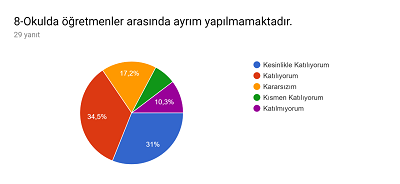 8-Okulda öğretmenler arasında ayrım yapılmamaktadır.
29 yanıt
17,2%
10,3%
34,5%
31%
Kesinlikle Katılıyorum
Katılıyorum
Kararsızım
Kısmen Katılıyorum
Katılmıyorum